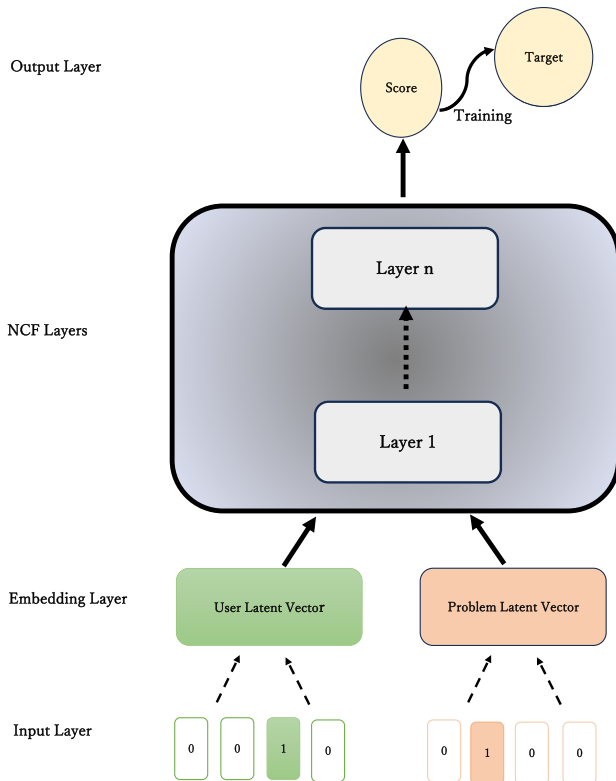 Output Layer
Score
Target
Training
NCF Layers
Layer n
Layer 1
Embedding Layer
User Latent Vector
Problem Latent Vector
Input Layer
0 0 1 0
0 1 0 0